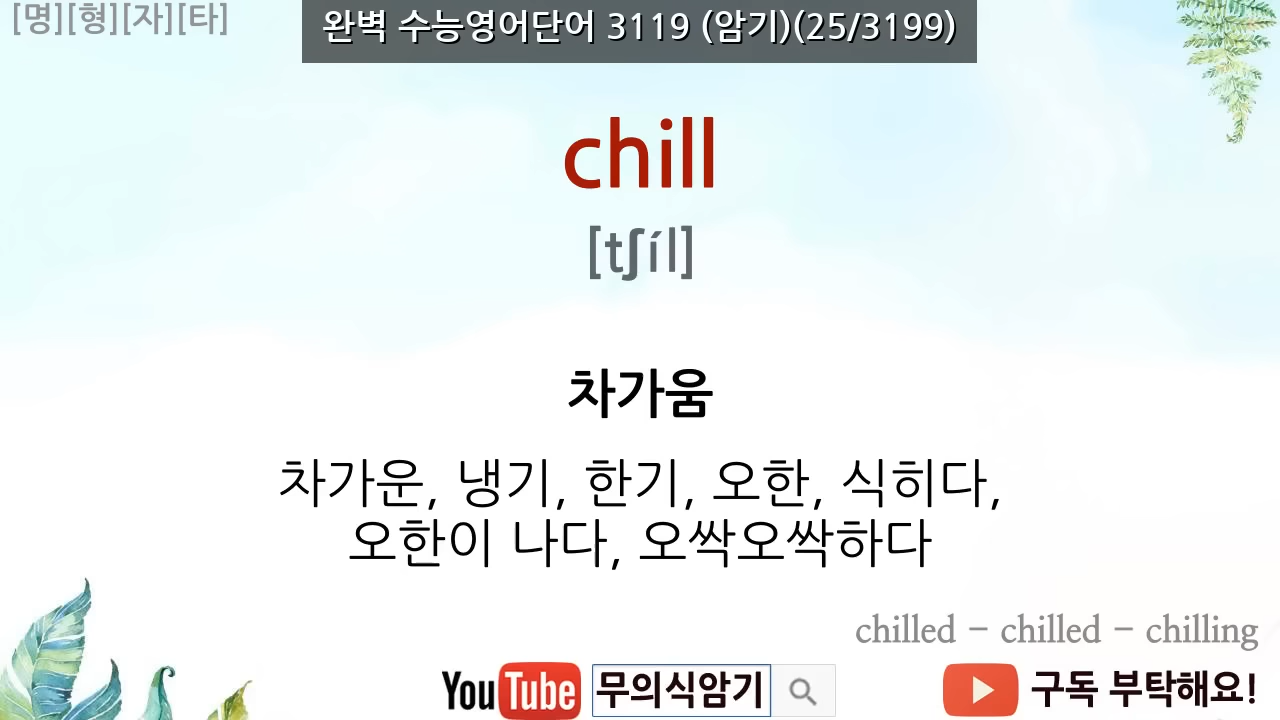 [명][형][자][타]
완벽 수능영어단어 3119 (암기)(25/3199)
chill
[tʃíl]
차가움
차가운, 냉기, 한기, 오한, 식히다,
오한이 나다, 오싹오싹하다
chilled - chilled - chilling
YouTube 무의식암기
구독 부탁해요!